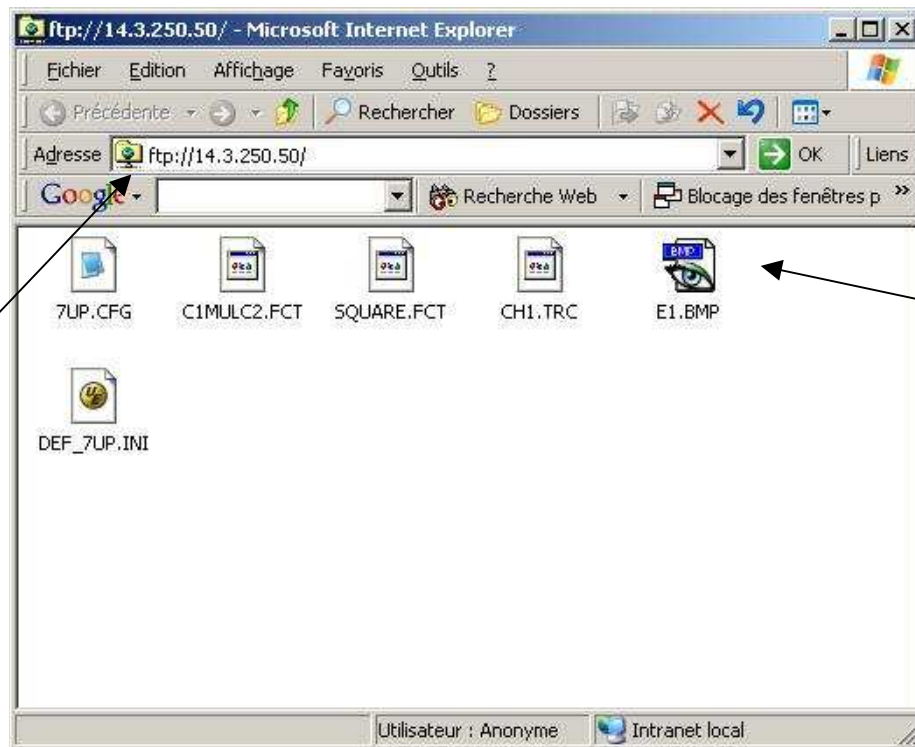 ftp://14.3.250.50/ - Microsoft Internet Explorer
Fichier Edition Affichage Favoris Outils ?
Précédente Rechercher Dossiers
Adresse ftp://14.3.250.50/ OK Liens
Google Recherche Web Blocage des fenêtres p »
BMP
7UP.CFG C1MULC2.FCT SQUARE.FCT CH1.TRC E1.BMP
DEF_7UP.INI
Utilisateur : Anonyme Intranet local